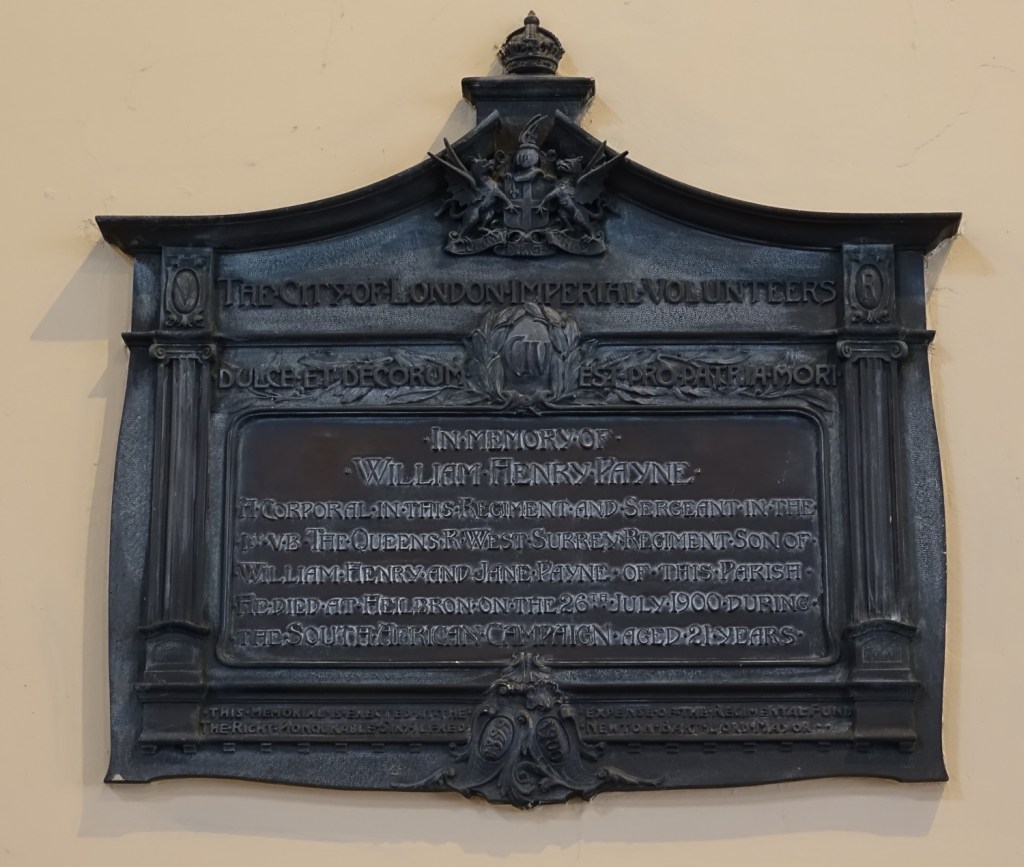 V R
THE·CITY·OF·LONDON·IMPERIAL·VOLUNTEERS
CIV
DULCE·ET·DECORUM EST·PRO·PATRIA·MORI
·IN·MEMORY·OF·
·WILLIAM·HENRY·PAYNE·
A·CORPORAL·IN·THIS·REGIMENT·AND·SERGEANT·IN·THE
1ST·V.B·THE·QUEENS·R·WEST·SURREY·REGIMENT·SON·OF·
WILLIAM·HENRY·AND·JANE·PAYNE·OF·THIS·PARISH·
HE·DIED·AT·HEILBRON·ON·THE·26TH·JULY·1900·DURING·
THE·SOUTH·AFRICAN·CAMPAIGN·AGED·21·YEARS·
·THIS·MEMORIAL·IS·ERECTED·AT·THE EXPENSE·OF·THE·REGIMENTAL·FUND
THE·RIGHT·HONOURABLE·SIR·ALFRED NEWTON·BART·LORD·MAYOR